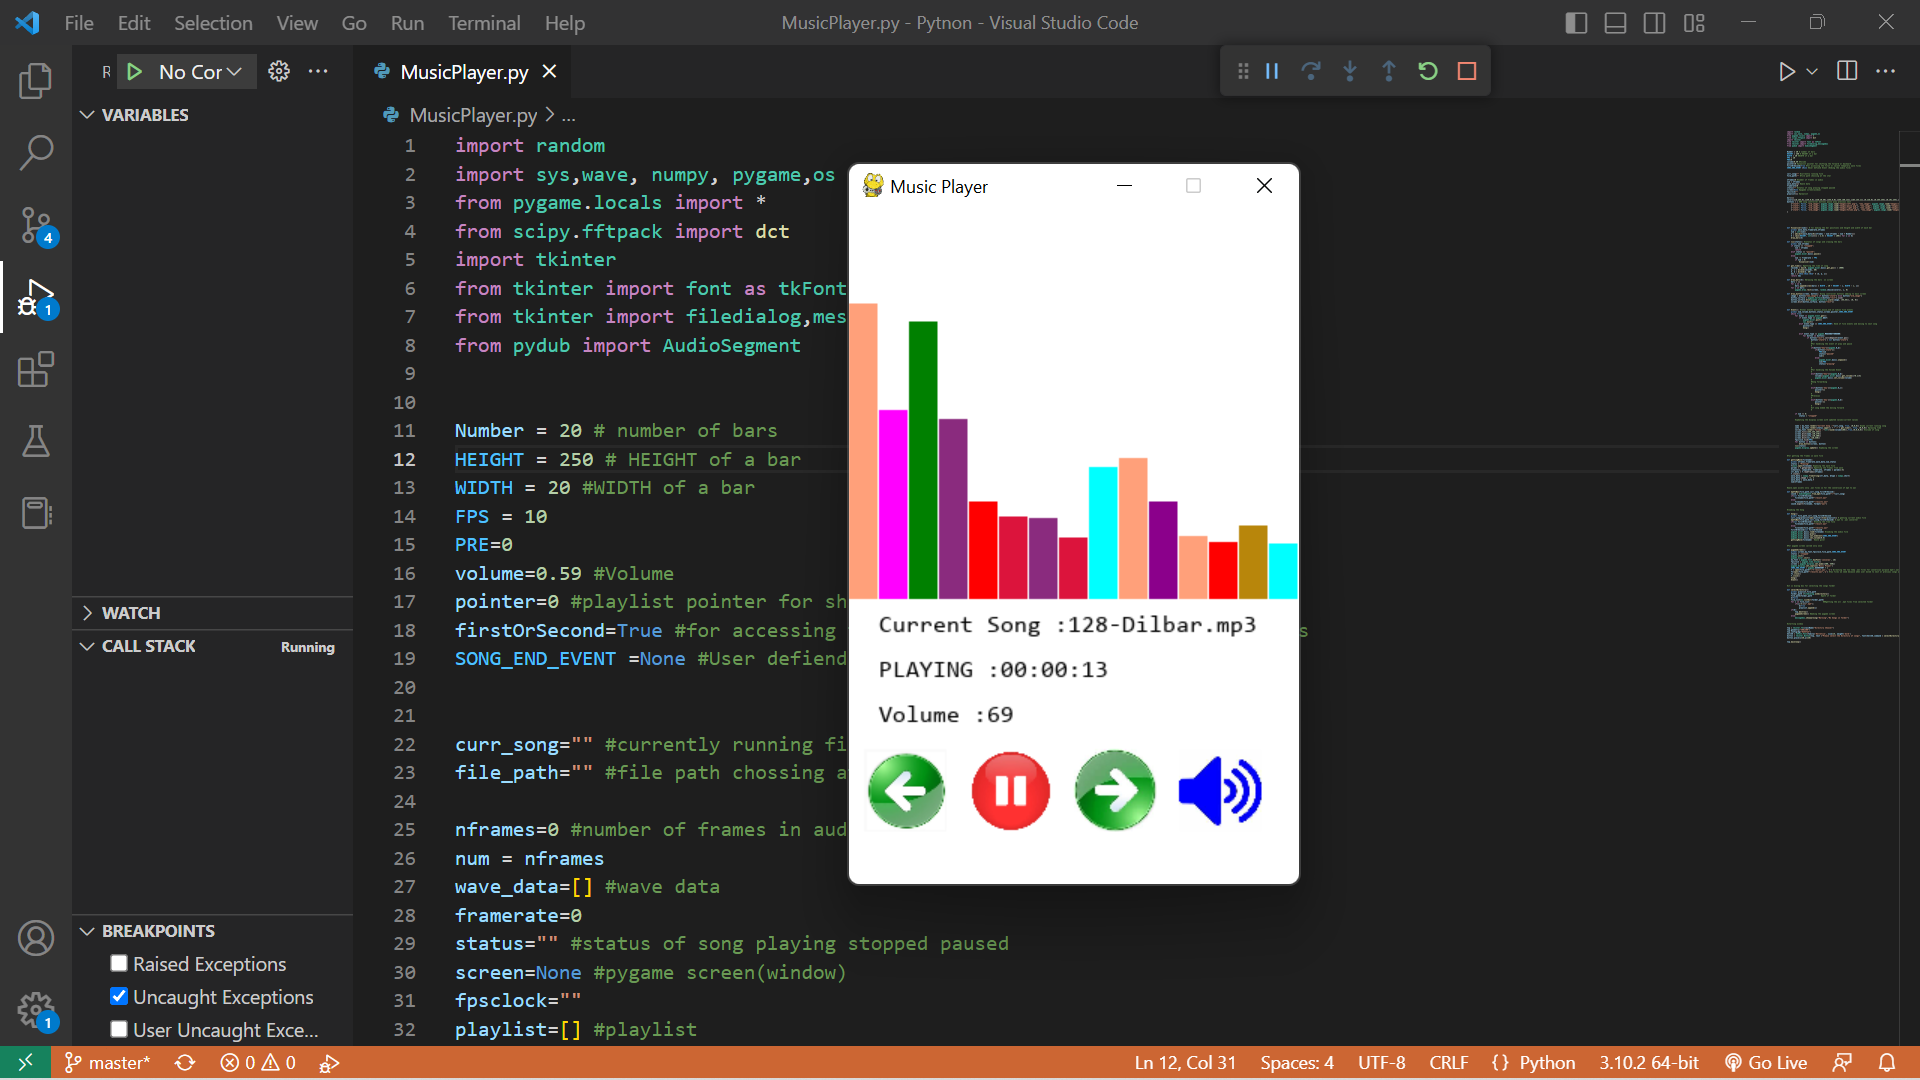 File Edit Selection View Go Run Terminal Help
MusicPlayer.py - Pytnon - Visual Studio Code
R No Cor
MusicPlayer.py
VARIABLES
MusicPlayer.py > ...
1 import random
2 import sys,wave, numpy, pygame,os
3 from pygame.locals import *
4 from scipy.fftpack import dct
5 import tkinter
6 from tkinter import font as tkFont
7 from tkinter import filedialog,mes
8 from pydub import AudioSegment
9
10
11 Number = 20 # number of bars
12 HEIGHT = 250 # HEIGHT of a bar
13 WIDTH = 20 #WIDTH of a bar
14 FPS = 10
15 PRE=0
16 volume=0.59 #Volume
17 pointer=0 #playlist pointer for sh
18 firstOrSecond=True #for accessing s
19 SONG_END_EVENT =None #User defiend
20
21
22 curr_song="" #currently running fi
23 file_path="" #file path chossing a
24
25 nframes=0 #number of frames in aud
26 num = nframes
27 wave_data=[] #wave data
28 framerate=0
29 status="" #status of song playing stopped paused
30 screen=None #pygame screen(window)
31 fpsclock=""
32 playlist=[] #playlist
Music Player
Current Song :128-Dilbar.mp3
PLAYING :00:00:13
Volume :69
WATCH
CALL STACK Running
BREAKPOINTS
Raised Exceptions
Uncaught Exceptions
User Uncaught Exce...
4
1
1
master* 0 0 Ln 12, Col 31 Spaces: 4 UTF-8 CRLF {} Python 3.10.2 64-bit Go Live